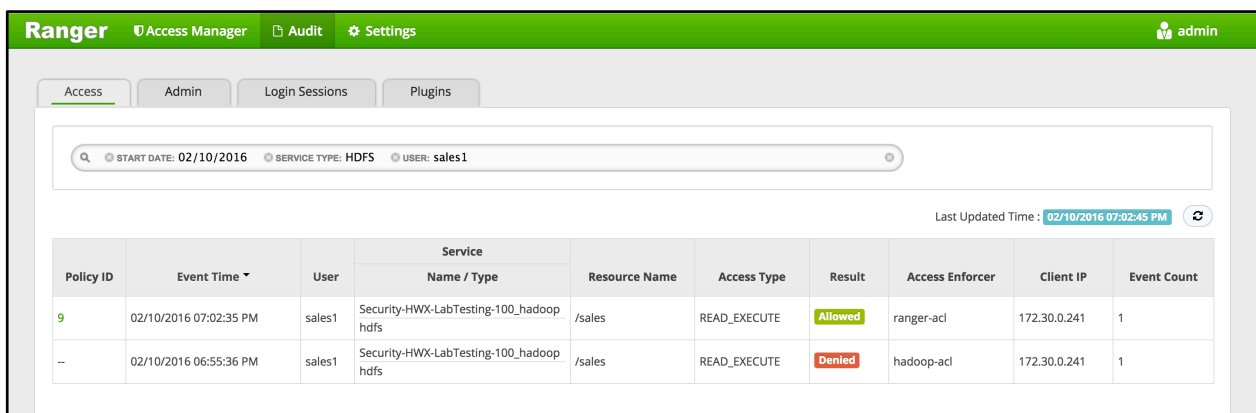 Ranger Access Manager Audit Settings admin
Access Admin Login Sessions Plugins
START DATE: 02/10/2016 SERVICE TYPE: HDFS USER: sales1
Last Updated Time : 02/10/2016 07:02:45 PM
Service
Policy ID Event Time User Name / Type Resource Name Access Type Result Access Enforcer Client IP Event Count
9 02/10/2016 07:02:35 PM sales1 Security-HWX-LabTesting-100_hadoop /sales READ_EXECUTE Allowed ranger-acl 172.30.0.241 1
hdfs
-- 02/10/2016 06:55:36 PM sales1 Security-HWX-LabTesting-100_hadoop /sales READ_EXECUTE Denied hadoop-acl 172.30.0.241 1
hdfs